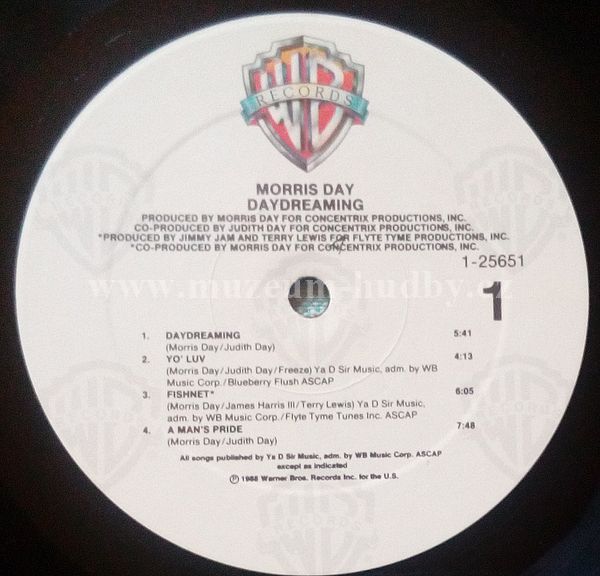 WB
RECORDS
MORRIS DAY
DAYDREAMING
PRODUCED BY MORRIS DAY FOR CONCENTRIX PRODUCTIONS, INC.
CO-PRODUCED BY JUDITH DAY FOR CONCENTRIX PRODUCTIONS, INC.
*PRODUCED BY JIMMY JAM AND TERRY LEWIS FOR FLYTE TYME PRODUCTIONS, INC.
*CO-PRODUCED BY MORRIS DAY FOR CONCENTRIX PRODUCTIONS, INC.
1-25651
www.muzeum-hudby.cz
1
1. DAYDREAMING 5:41
(Morris Day/Judith Day)
2. YO' LUV 4:13
(Morris Day/Judith Day/Freeze) Ya D Sir Music, adm. by WB
Music Corp./Blueberry Flush ASCAP
3. FISHNET* 6:05
(Morris Day/James Harris III/Terry Lewis) Ya D Sir Music,
adm. by WB Music Corp./Flyte Tyme Tunes Inc. ASCAP
4. A MAN'S PRIDE 7:48
(Morris Day/Judith Day)
All songs published by Ya D Sir Music, adm. by WB Music Corp. ASCAP
except as indicated
℗ 1988 Warner Bros. Records Inc. for the U.S.